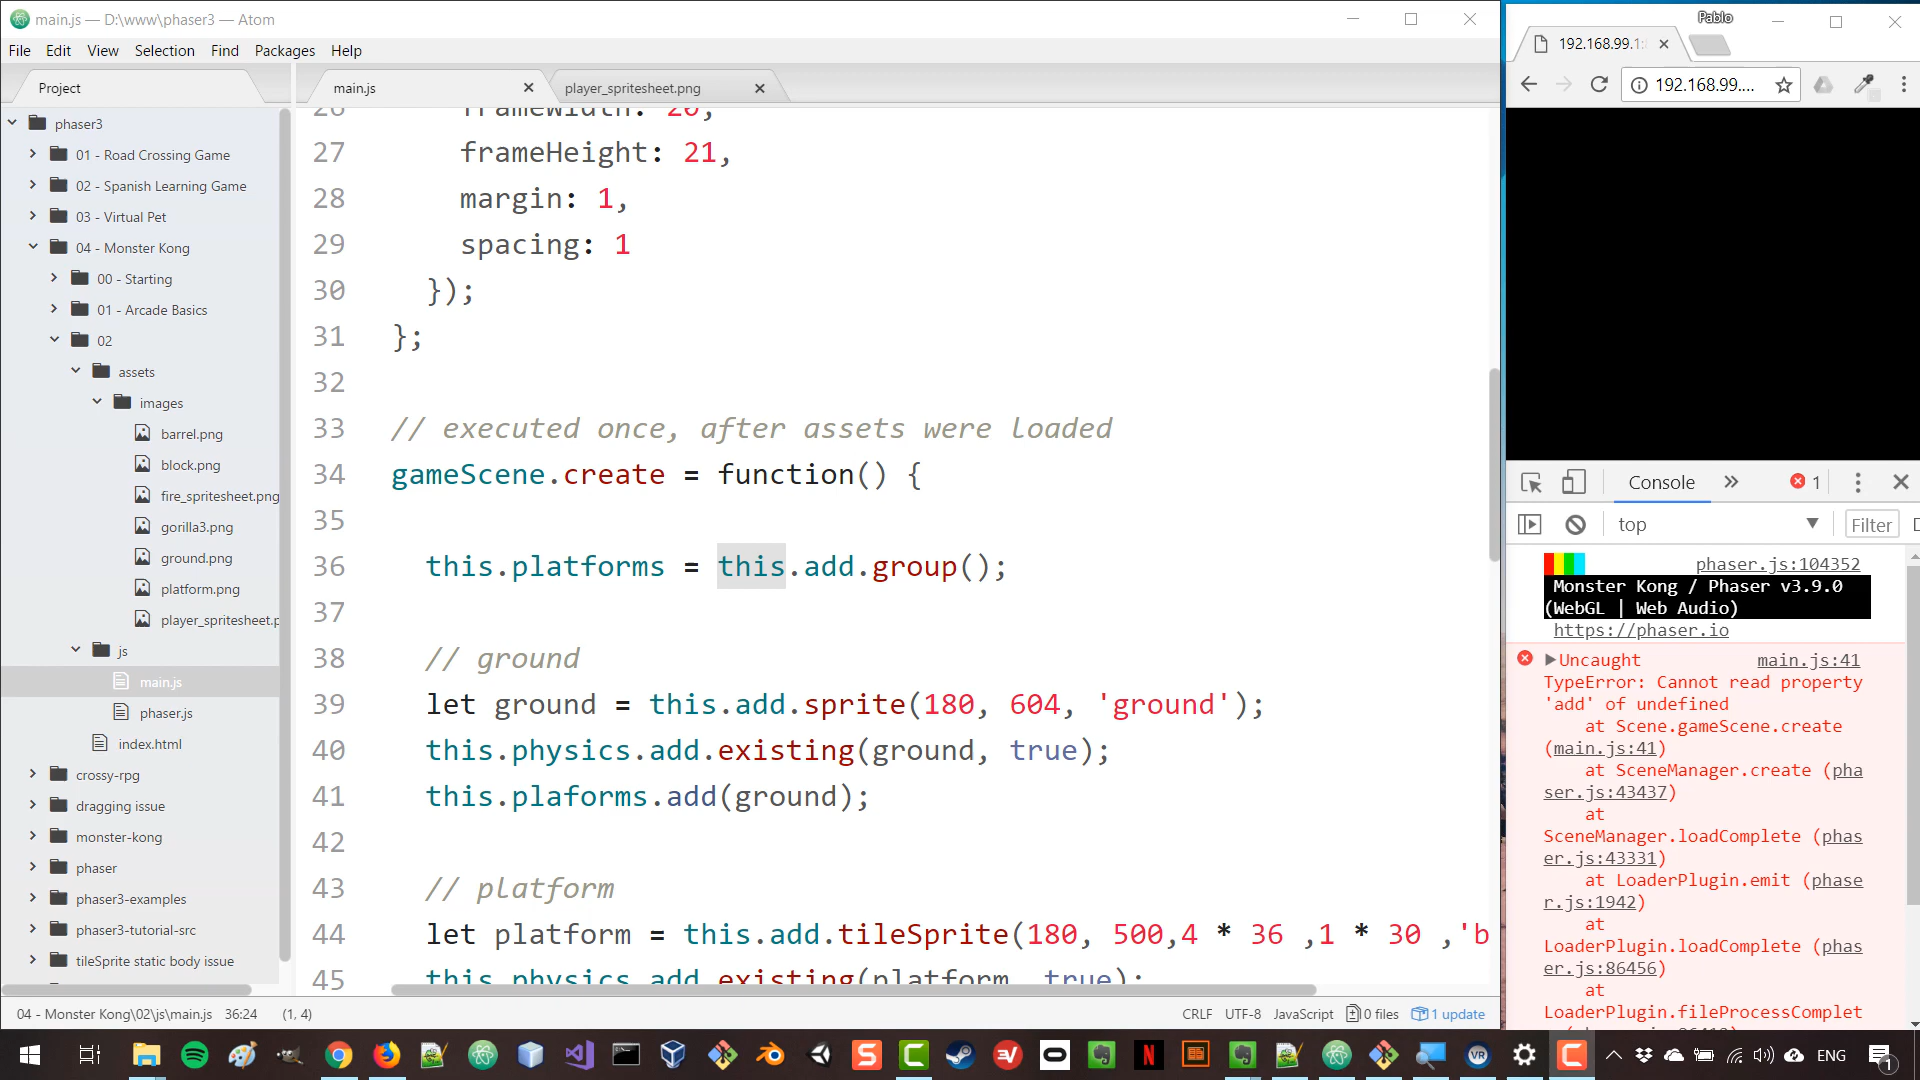 main.js — D:\www\phaser3 — Atom
File Edit View Selection Find Packages Help
Project
main.js
player_spritesheet.png
phaser3
01 - Road Crossing Game
02 - Spanish Learning Game
03 - Virtual Pet
04 - Monster Kong
00 - Starting
01 - Arcade Basics
02
assets
images
barrel.png
block.png
fire_spritesheet.png
gorilla3.png
ground.png
platform.png
player_spritesheet.p
js
main.js
phaser.js
index.html
crossy-rpg
dragging issue
monster-kong
phaser
phaser3-examples
phaser3-tutorial-src
tileSprite static body issue
27 frameHeight: 21,
28 margin: 1,
29 spacing: 1
30 });
31 };
32
33 // executed once, after assets were loaded
34 gameScene.create = function() {
35
36 this.platforms = this.add.group();
37
38 // ground
39 let ground = this.add.sprite(180, 604, 'ground');
40 this.physics.add.existing(ground, true);
41 this.plaforms.add(ground);
42
43 // platform
44 let platform = this.add.tileSprite(180, 500,4 * 36 ,1 * 30 ,'b
45 this.physics.add.existing(platform, true);
04 - Monster Kong\02\js\main.js 36:24 (1, 4)
CRLF UTF-8 JavaScript 0 files 1 update
Pablo
192.168.99.1:
192.168.99....
Console
1
top
Filter
phaser.js:104352
Monster Kong / Phaser v3.9.0
(WebGL | Web Audio)
https://phaser.io
Uncaught main.js:41
TypeError: Cannot read property
'add' of undefined
at Scene.gameScene.create
(main.js:41)
at SceneManager.create (pha
ser.js:43437)
at
SceneManager.loadComplete (phas
er.js:43331)
at LoaderPlugin.emit (phase
r.js:1942)
at
LoaderPlugin.loadComplete (phas
er.js:86456)
at
LoaderPlugin.fileProcessComplet
ENG
1